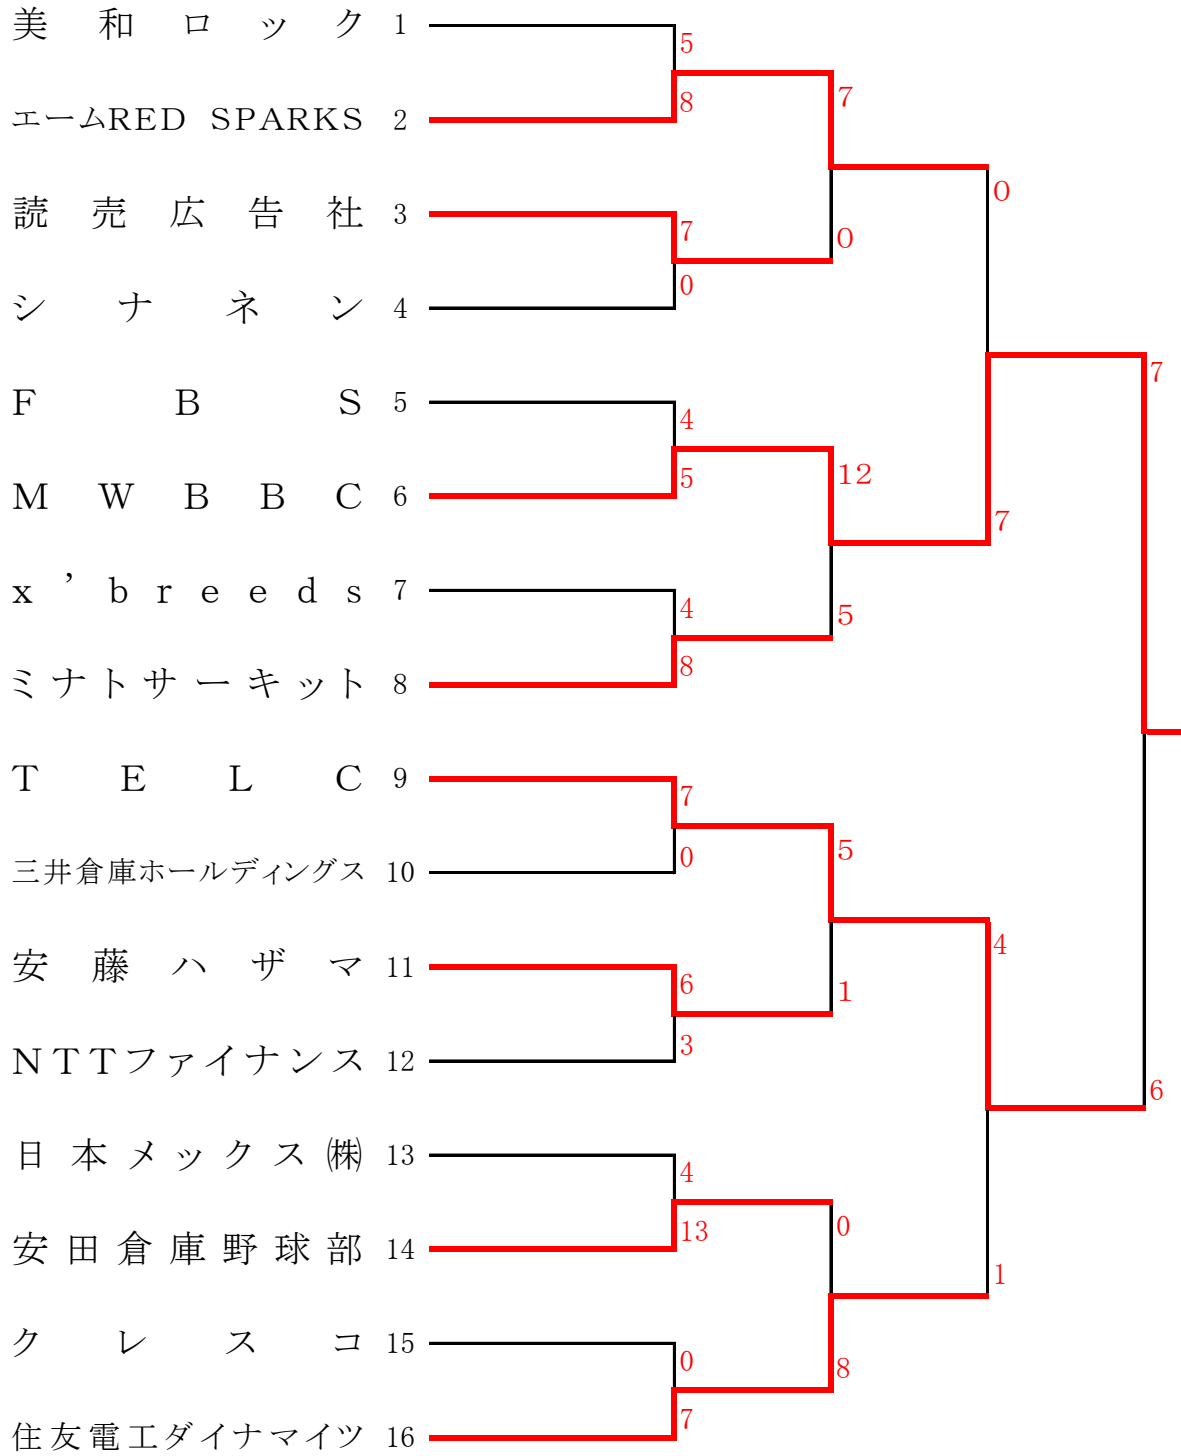 美和ロック 1
5
7
8
エームRED SPARKS 2
0
読売広告社 3
7
0
0
シナネン 4
7
F B S 5
4
12
5
M W B B C 6
7
x ’ b r e e d s 7
4
5
8
ミナトサーキット 8
T E L C 9
7
5
0
三井倉庫ホールディングス 10
4
安藤ハザマ 11
6
1
3
NTTファイナンス 12
6
日本メックス㈱ 13
4
0
13
安田倉庫野球部 14
1
クレスコ 15
0
8
7
住友電工ダイナマイツ 16